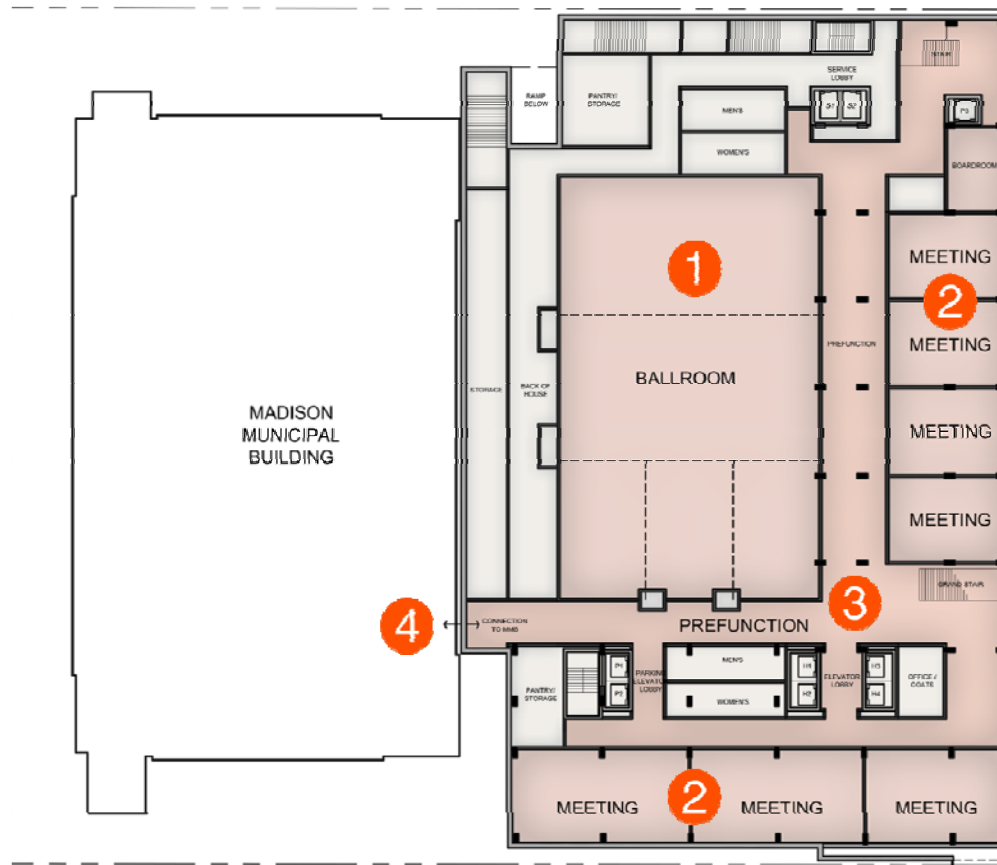 STAIR
SERVICE
LOBBY
RAMP
BELOW
PANTRY/
STORAGE
S1
S2
MEN'S
P3
WOMEN'S
BOARDROOM
1
MEETING
2
PREFUNCTION
MEETING
BALLROOM
STORAGE
BACK OF
HOUSE
MADISON
MUNICIPAL
BUILDING
MEETING
MEETING
GRAND STAIR
3
4
CONNECTION
TO MMB
PREFUNCTION
MEN'S
P1
P2
PARKING
ELEVATOR
LOBBY
H1
H2
ELEVATOR
LOBBY
H3
H4
OFFICE /
COATS
PANTRY/
STORAGE
WOMEN'S
MEETING
2
MEETING
MEETING